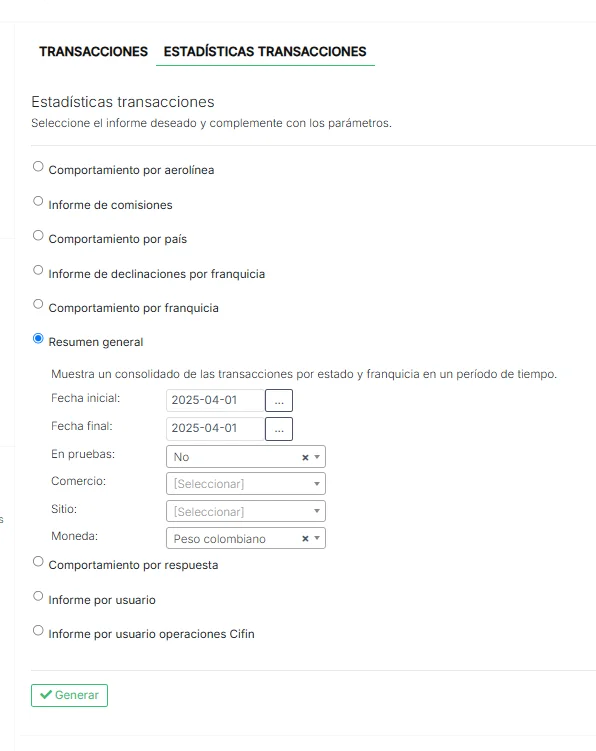 TRANSACCIONES ESTADÍSTICAS TRANSACCIONES
Estadísticas transacciones
Seleccione el informe deseado y complemente con los parámetros.
Comportamiento por aerolínea
Informe de comisiones
Comportamiento por país
Informe de declinaciones por franquicia
Comportamiento por franquicia
Resumen general
Muestra un consolidado de las transacciones por estado y franquicia en un período de tiempo.
Fecha inicial: 2025-04-01 ...
Fecha final: 2025-04-01 ...
En pruebas: No ×
Comercio: [Seleccionar]
Sitio: [Seleccionar]
s
Moneda: Peso colombiano ×
Comportamiento por respuesta
Informe por usuario
Informe por usuario operaciones Cifin
Generar